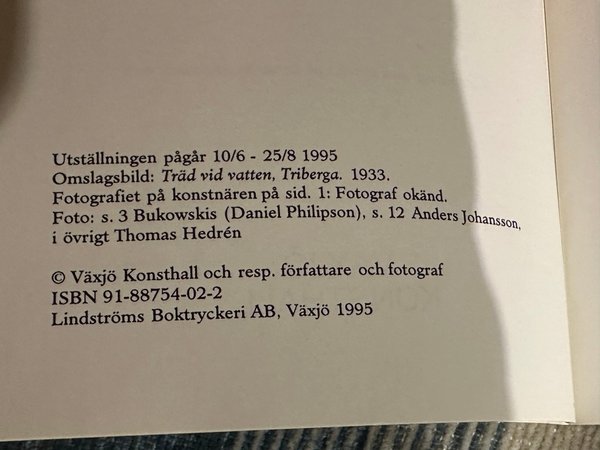 Utställningen pågår 10/6 - 25/8 1995
Omslagsbild: Träd vid vatten, Triberga. 1933.
Fotografiet på konstnären på sid. 1: Fotograf okänd.
Foto: s. 3 Bukowskis (Daniel Philipson), s. 12 Anders Johansson,
i övrigt Thomas Hedrén
© Växjö Konsthall och resp. författare och fotograf
ISBN 91-88754-02-2
Lindströms Boktryckeri AB, Växjö 1995